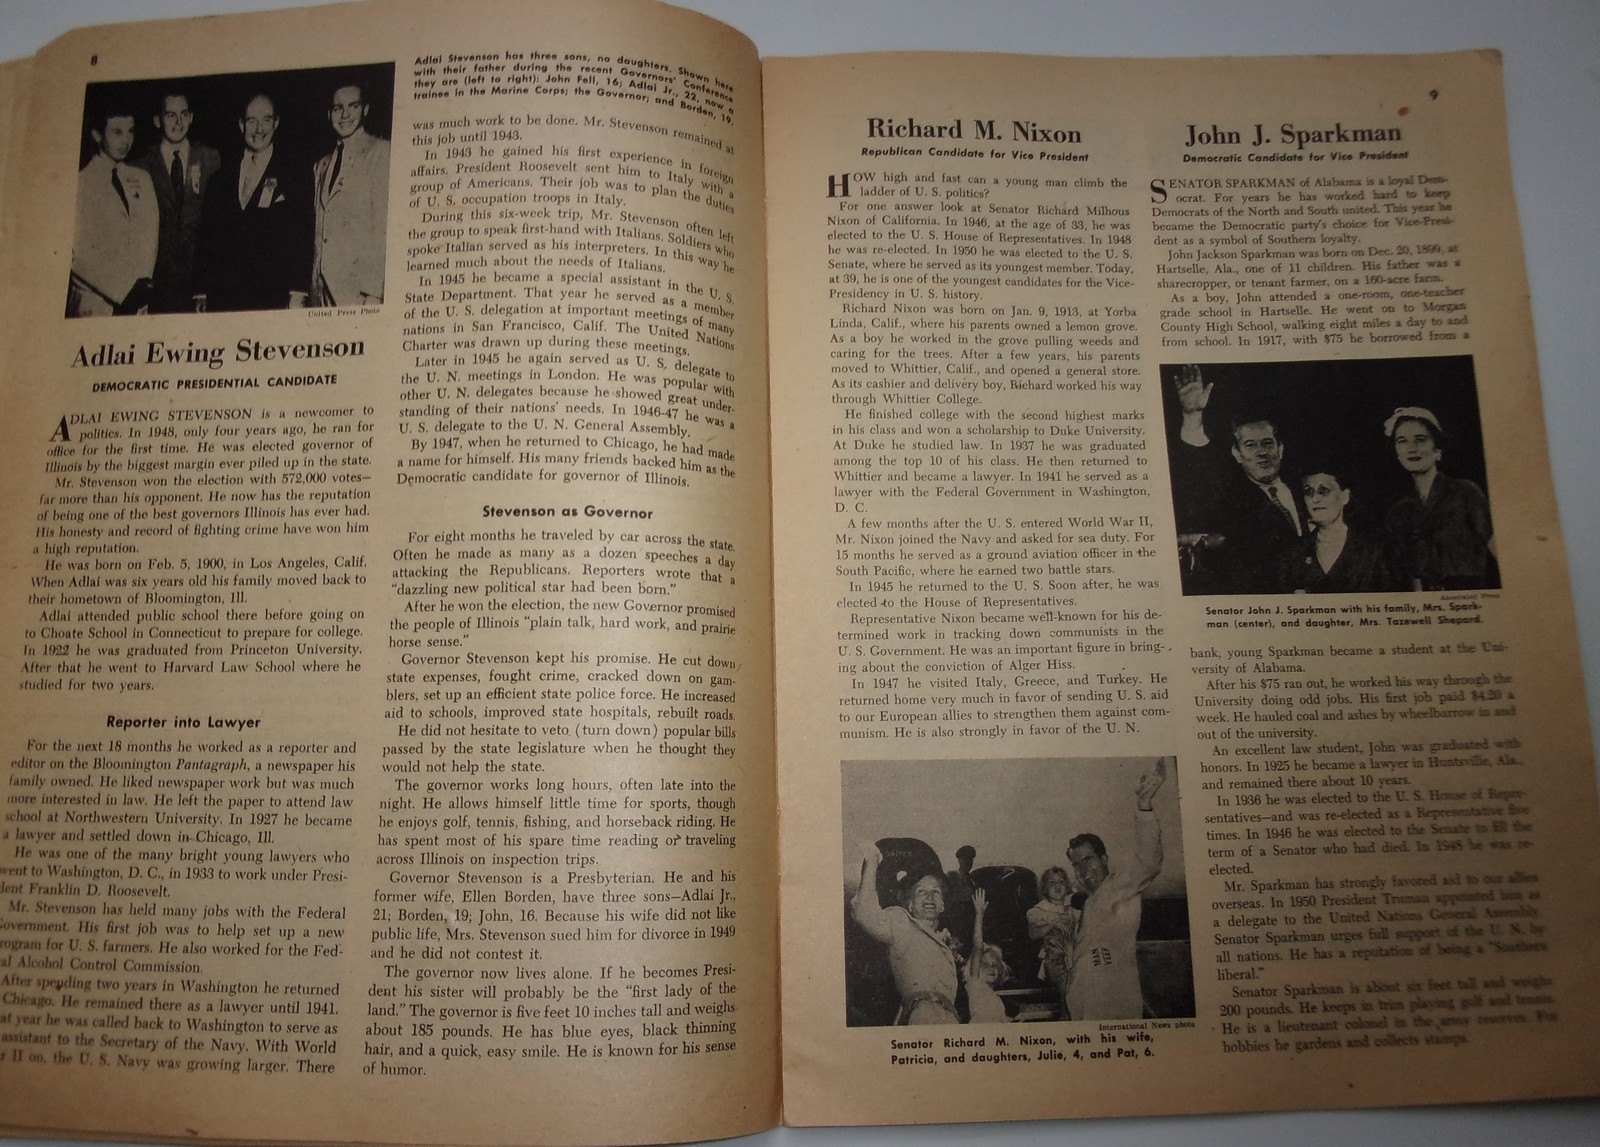 8
United Press Photo
Adlai Ewing Stevenson
DEMOCRATIC PRESIDENTIAL CANDIDATE
ADLAI EWING STEVENSON is a newcomer to
politics. In 1948, only four years ago, he ran for
office for the first time. He was elected governor of
Illinois by the biggest margin ever piled up in the state.
Mr. Stevenson won the election with 572,000 votes—
far more than his opponent. He now has the reputation
of being one of the best governors Illinois has ever had.
His honesty and record of fighting crime have won him
a high reputation.
He was born on Feb. 5, 1900, in Los Angeles, Calif.
When Adlai was six years old his family moved back to
their hometown of Bloomington, Ill.
Adlai attended public school there before going on
to Choate School in Connecticut to prepare for college.
In 1922 he was graduated from Princeton University.
After that he went to Harvard Law School where he
studied for two years.
Reporter into Lawyer
For the next 18 months he worked as a reporter and
editor on the Bloomington Pantagraph, a newspaper his
family owned. He liked newspaper work but was much
more interested in law. He left the paper to attend law
school at Northwestern University. In 1927 he became
a lawyer and settled down in Chicago, Ill.
He was one of the many bright young lawyers who
went to Washington, D. C., in 1933 to work under Presi-
dent Franklin D. Roosevelt.
Mr. Stevenson has held many jobs with the Federal
Government. His first job was to help set up a new
rogram for U. S. farmers. He also worked for the Fed-
al Alcohol Control Commission.
After spending two years in Washington he returned
Chicago. He remained there as a lawyer until 1941.
at year he was called back to Washington to serve as
assistant to the Secretary of the Navy. With World
r II on, the U. S. Navy was growing larger. There
Adlai Stevenson has three sons, no daughters. Shown here
with their father during the recent Governors' Conference
they are (left to right): John Fell, 16; Adlai Jr., 22, now a
trainee in the Marine Corps; the Governor; and Borden, 19.
was much work to be done. Mr. Stevenson remained at
this job until 1943.
In 1943 he gained his first experience in foreign
affairs. President Roosevelt sent him to Italy with a
group of Americans. Their job was to plan the duties
of U. S. occupation troops in Italy.
During this six-week trip, Mr. Stevenson often left
the group to speak first-hand with Italians. Soldiers who
spoke Italian served as his interpreters. In this way he
learned much about the needs of Italians.
In 1945 he became a special assistant in the U. S.
State Department. That year he served as a member
of the U. S. delegation at important meetings of many
nations in San Francisco, Calif. The United Nations
Charter was drawn up during these meetings.
Later in 1945 he again served as U. S. delegate to
the U. N. meetings in London. He was popular with
other U. N. delegates because he showed great under-
standing of their nations' needs. In 1946-47 he was a
U. S. delegate to the U. N. General Assembly.
By 1947, when he returned to Chicago, he had made
a name for himself. His many friends backed him as the
Democratic candidate for governor of Illinois.
Stevenson as Governor
For eight months he traveled by car across the state.
Often he made as many as a dozen speeches a day
attacking the Republicans. Reporters wrote that a
"dazzling new political star had been born."
After he won the election, the new Governor promised
the people of Illinois "plain talk, hard work, and prairie
horse sense."
Governor Stevenson kept his promise. He cut down
state expenses, fought crime, cracked down on gam-
blers, set up an efficient state police force. He increased
aid to schools, improved state hospitals, rebuilt roads.
He did not hesitate to veto (turn down) popular bills
passed by the state legislature when he thought they
would not help the state.
The governor works long hours, often late into the
night. He allows himself little time for sports, though
he enjoys golf, tennis, fishing, and horseback riding. He
has spent most of his spare time reading or traveling
across Illinois on inspection trips.
Governor Stevenson is a Presbyterian. He and his
former wife, Ellen Borden, have three sons—Adlai Jr.,
21; Borden, 19; John, 16. Because his wife did not like
public life, Mrs. Stevenson sued him for divorce in 1949
and he did not contest it.
The governor now lives alone. If he becomes Presi-
dent his sister will probably be the "first lady of the
land." The governor is five feet 10 inches tall and weighs
about 185 pounds. He has blue eyes, black thinning
hair, and a quick, easy smile. He is known for his sense
of humor.
9
Richard M. Nixon
Republican Candidate for Vice President
HOW high and fast can a young man climb the
ladder of U. S. politics?
For one answer look at Senator Richard Milhous
Nixon of California. In 1946, at the age of 33, he was
elected to the U. S. House of Representatives. In 1948
he was re-elected. In 1950 he was elected to the U. S.
Senate, where he served as its youngest member. Today,
at 39, he is one of the youngest candidates for the Vice-
Presidency in U. S. history.
Richard Nixon was born on Jan. 9, 1913, at Yorba
Linda, Calif., where his parents owned a lemon grove.
As a boy he worked in the grove pulling weeds and
caring for the trees. After a few years, his parents
moved to Whittier, Calif., and opened a general store.
As its cashier and delivery boy, Richard worked his way
through Whittier College.
He finished college with the second highest marks
in his class and won a scholarship to Duke University.
At Duke he studied law. In 1937 he was graduated
among the top 10 of his class. He then returned to
Whittier and became a lawyer. In 1941 he served as a
lawyer with the Federal Government in Washington,
D. C.
A few months after the U. S. entered World War II,
Mr. Nixon joined the Navy and asked for sea duty. For
15 months he served as a ground aviation officer in the
South Pacific, where he earned two battle stars.
In 1945 he returned to the U. S. Soon after, he was
elected to the House of Representatives.
Representative Nixon became well-known for his de-
termined work in tracking down communists in the
U. S. Government. He was an important figure in bring-
ing about the conviction of Alger Hiss.
In 1947 he visited Italy, Greece, and Turkey. He
returned home very much in favor of sending U. S. aid
to our European allies to strengthen them against com-
munism. He is also strongly in favor of the U. N.
UNITED
MAN
VEEP
International News photo
Senator Richard M. Nixon, with his wife,
Patricia, and daughters, Julie, 4, and Pat, 6.
John J. Sparkman
Democratic Candidate for Vice President
SENATOR SPARKMAN of Alabama is a loyal Dem-
ocrat. For years he has worked hard to keep
Democrats of the North and South united. This year he
became the Democratic party's choice for Vice-Presi-
dent as a symbol of Southern loyalty.
John Jackson Sparkman was born on Dec. 20, 1899, at
Hartselle, Ala., one of 11 children. His father was a
sharecropper, or tenant farmer, on a 160-acre farm.
As a boy, John attended a one-room, one-teacher
grade school in Hartselle. He went on to Morgan
County High School, walking eight miles a day to and
from school. In 1917, with $75 he borrowed from a
Associated Press
Senator John J. Sparkman with his family, Mrs. Spark-
man (center), and daughter, Mrs. Tazewell Shepard.
bank, young Sparkman became a student at the Uni-
versity of Alabama.
After his $75 ran out, he worked his way through the
University doing odd jobs. His first job paid $4.20 a
week. He hauled coal and ashes by wheelbarrow in and
out of the university.
An excellent law student, John was graduated with
honors. In 1925 he became a lawyer in Huntsville, Ala.,
and remained there about 10 years.
In 1936 he was elected to the U. S. House of Repre-
sentatives—and was re-elected as a Representative five
times. In 1946 he was elected to the Senate to fill the
term of a Senator who had died. In 1948 he was re-
elected.
Mr. Sparkman has strongly favored aid to our allies
overseas. In 1950 President Truman appointed him as
a delegate to the United Nations General Assembly.
Senator Sparkman urges full support of the U. N. by
all nations. He has a reputation of being a "Southern
liberal."
Senator Sparkman is about six feet tall and weighs
200 pounds. He keeps in trim playing golf and tennis.
He is a lieutenant colonel in the army reserves. For
hobbies he gardens and collects stamps.